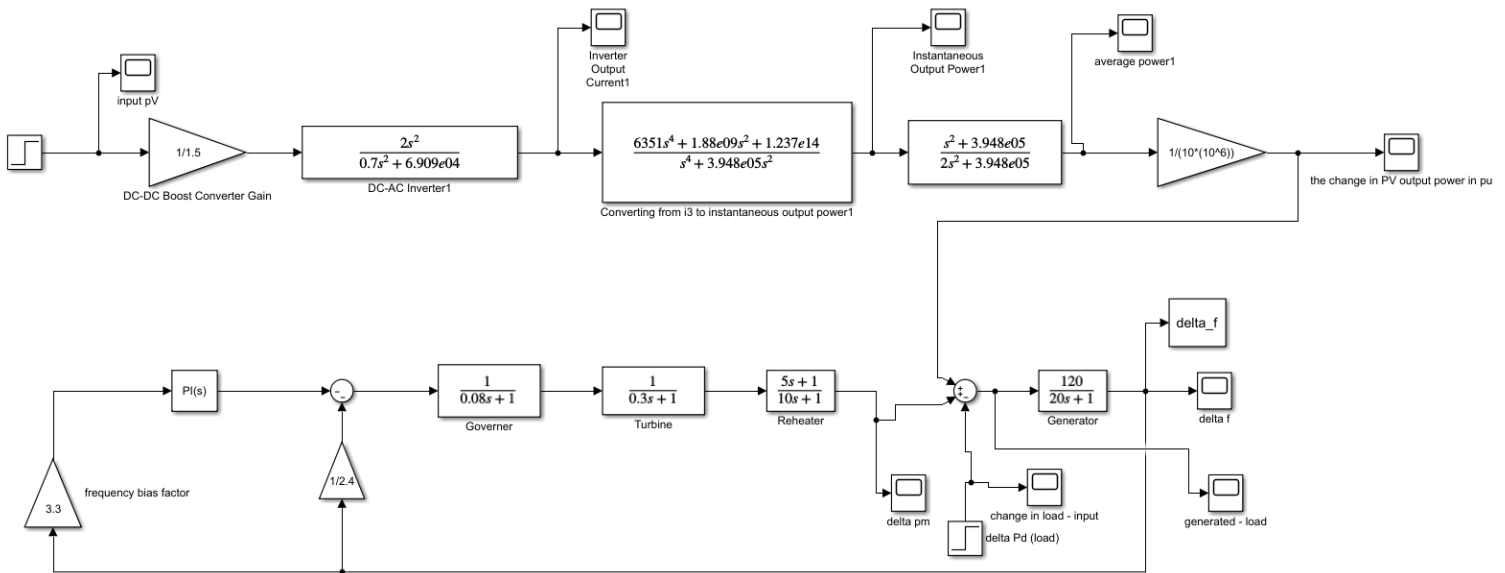 Inverter
Output
Current1
Instantaneous
Output Power1
average power1
input pV
1/1.5
DC-DC Boost Converter Gain
2s^2
0.7s^2 + 6.909e04
DC-AC Inverter1
6351s^4 + 1.88e09s^2 + 1.237e14
s^4 + 3.948e05s^2
Converting from i3 to instantaneous output power1
s^2 + 3.948e05
2s^2 + 3.948e05
1/(10*(10^6))
the change in PV output power in pu
delta_f
PI(s)
1
0.08s + 1
Governer
1
0.3s + 1
Turbine
5s + 1
10s + 1
Reheater
120
20s + 1
Generator
delta f
3.3
frequency bias factor
1/2.4
delta pm
change in load - input
delta Pd (load)
generated - load